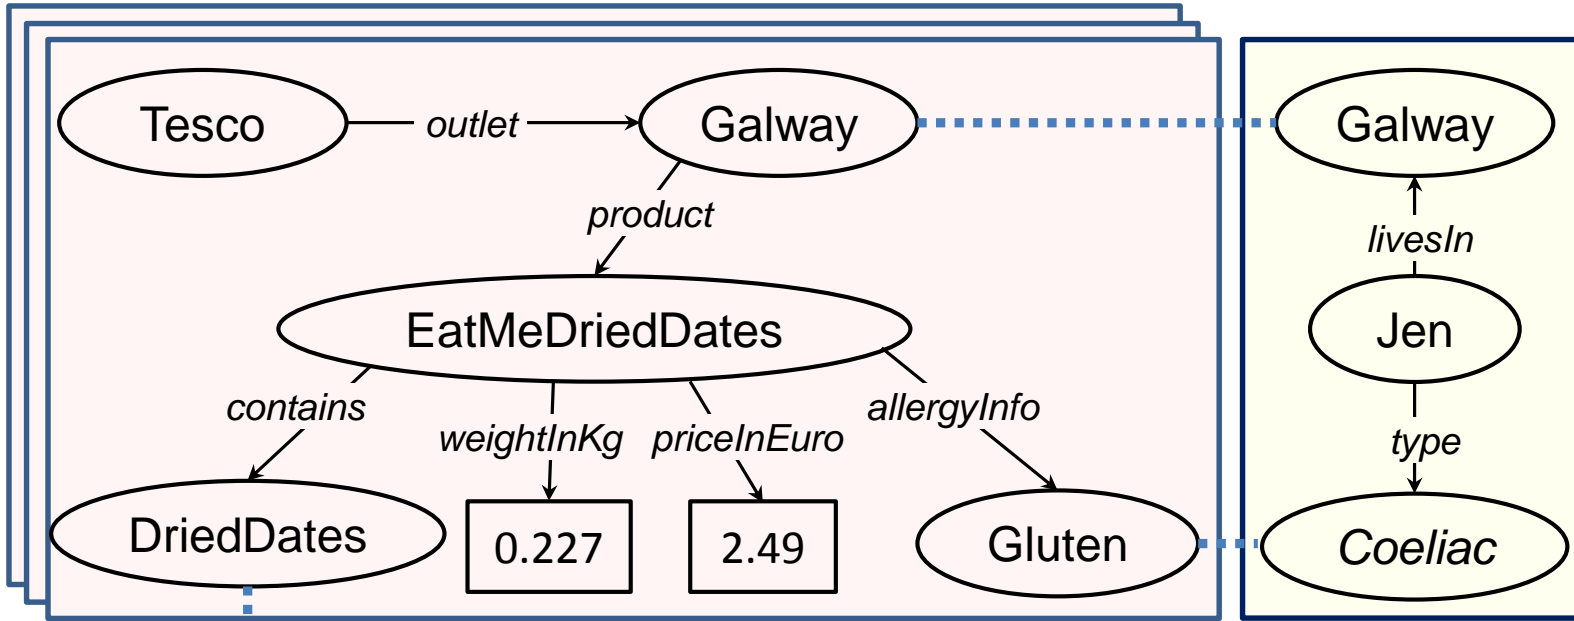 Tesco
outlet
Galway
Galway
product
livesIn
EatMeDriedDates
Jen
contains
weightInKg
priceInEuro
allergyInfo
type
DriedDates
0.227
2.49
Gluten
Coeliac